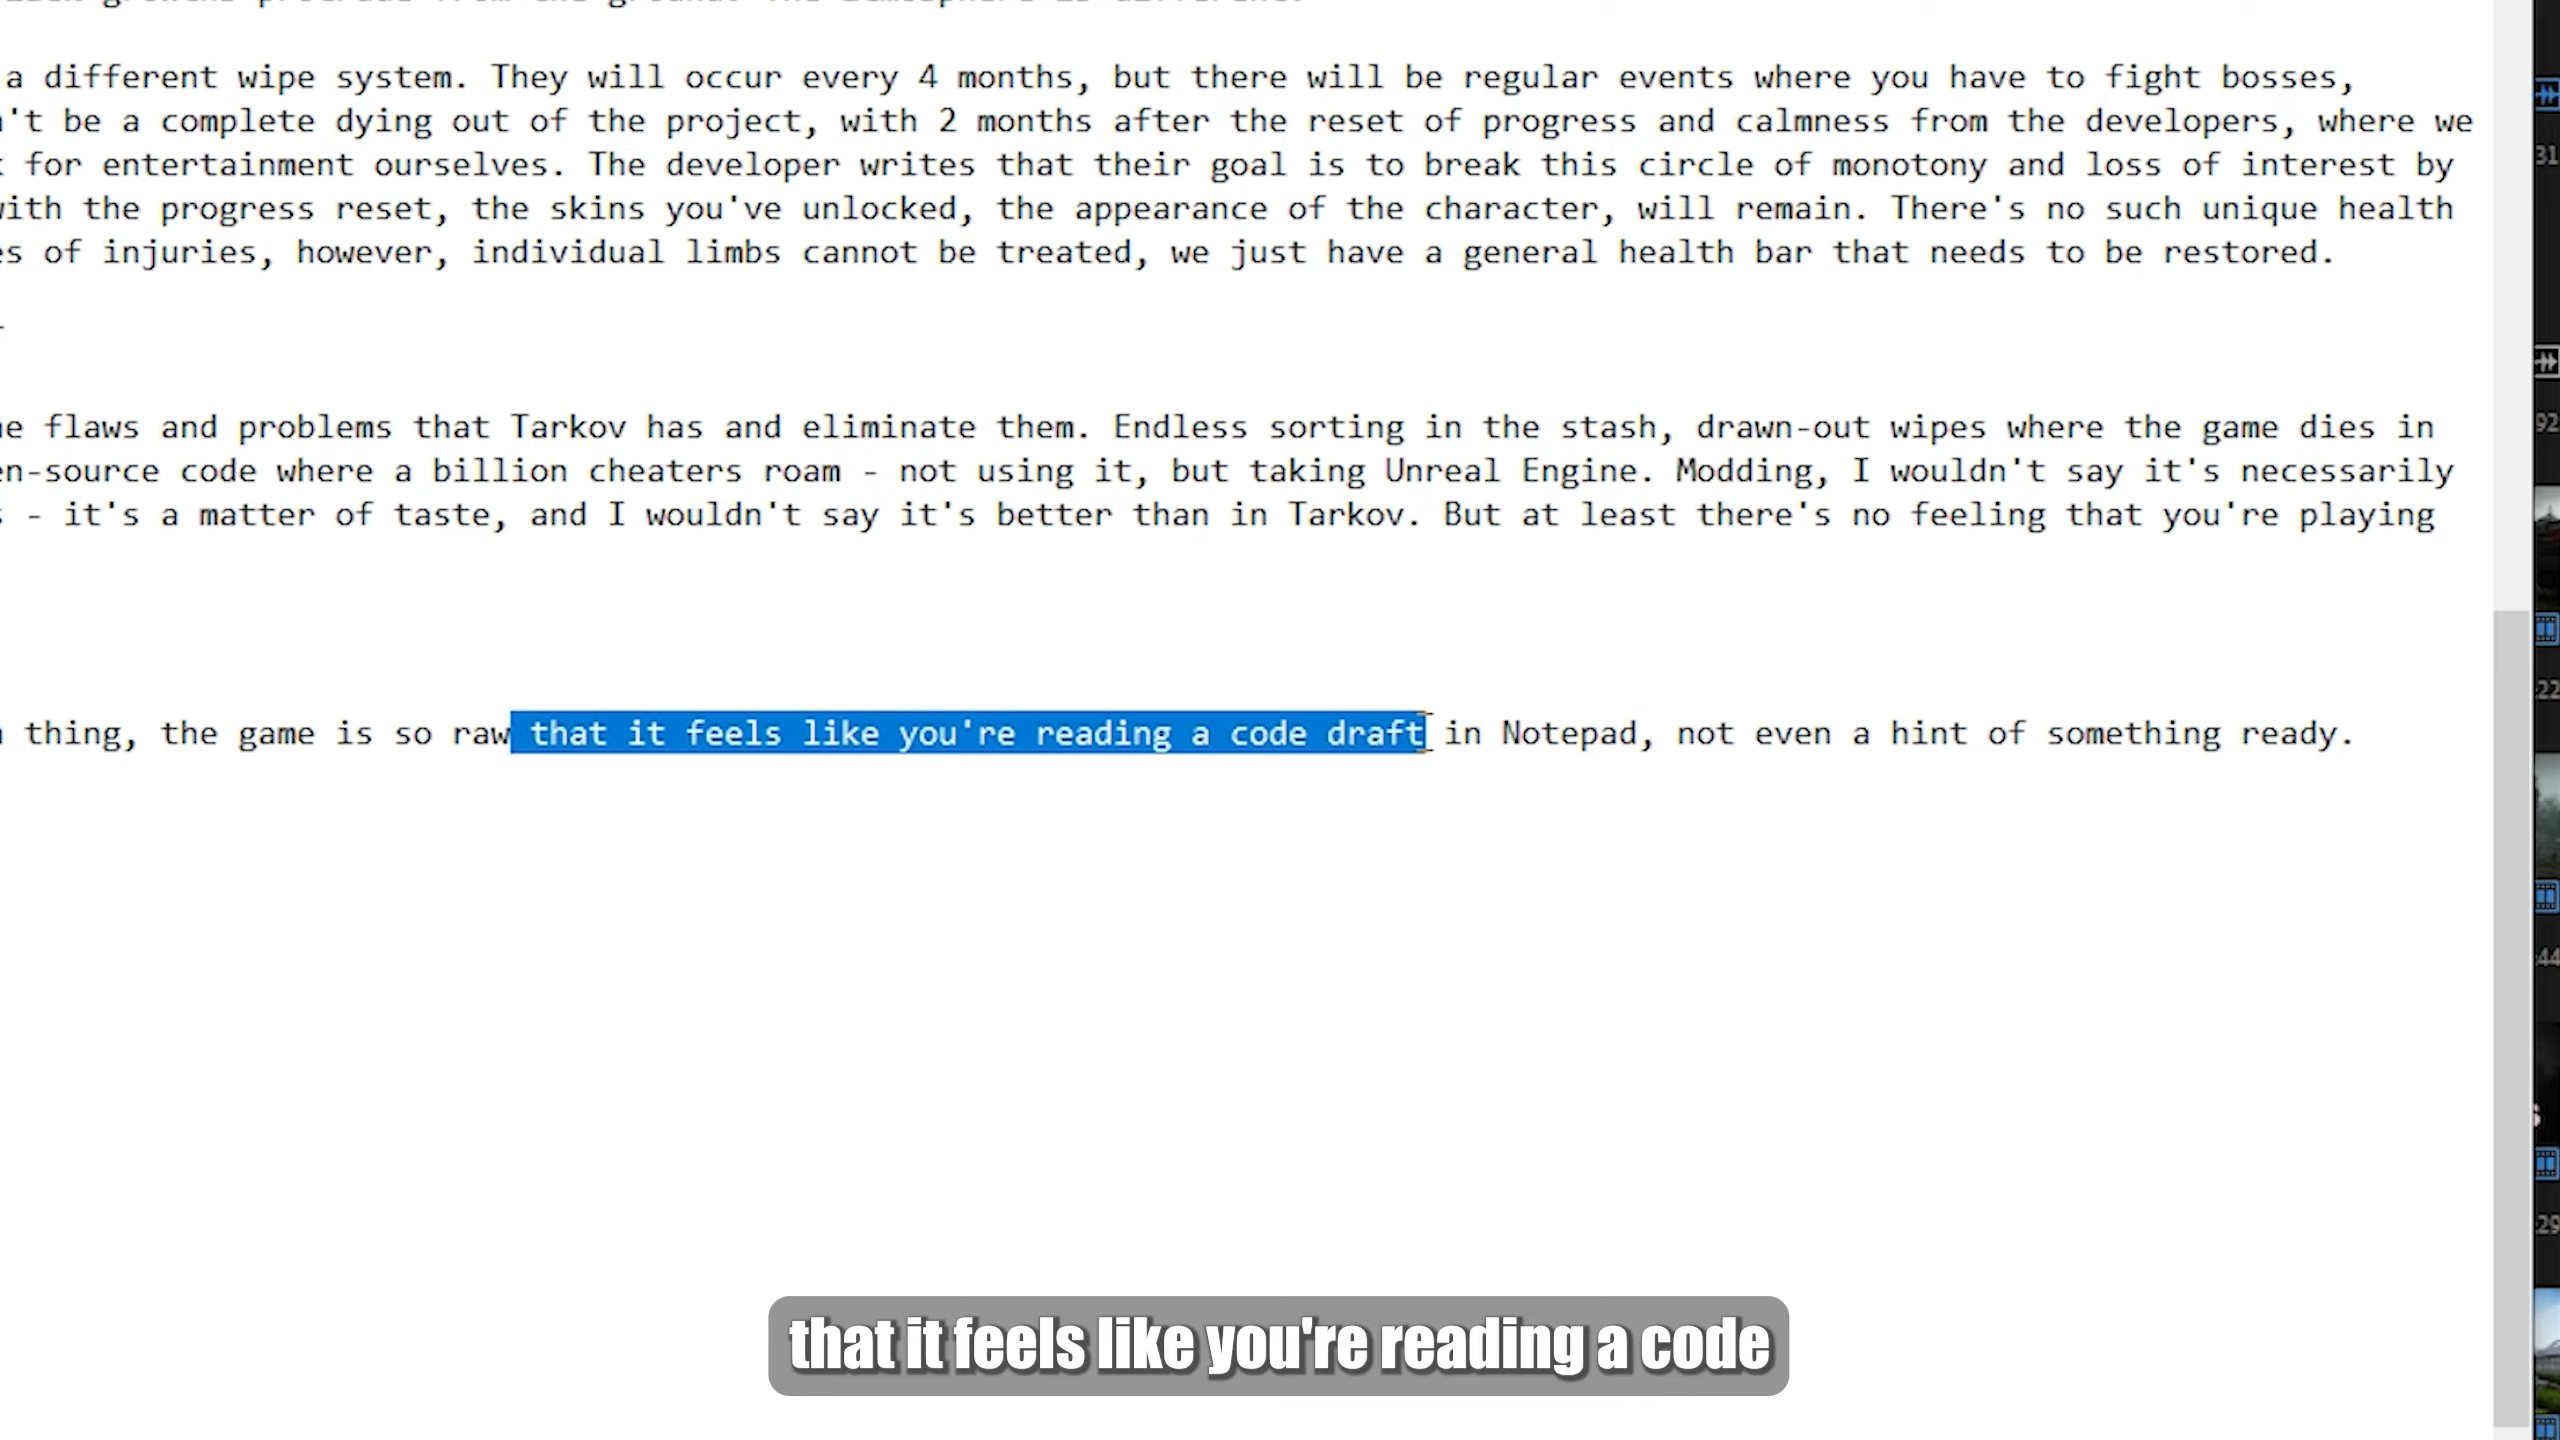 a different wipe system. They will occur every 4 months, but there will be regular events where you have to fight bosses,
't be a complete dying out of the project, with 2 months after the reset of progress and calmness from the developers, where we
for entertainment ourselves. The developer writes that their goal is to break this circle of monotony and loss of interest by
with the progress reset, the skins you've unlocked, the appearance of the character, will remain. There's no such unique health
es of injuries, however, individual limbs cannot be treated, we just have a general health bar that needs to be restored.
flaws and problems that Tarkov has and eliminate them. Endless sorting in the stash, drawn-out wipes where the game dies in
en-source code where a billion cheaters roam - not using it, but taking Unreal Engine. Modding, I wouldn't say it's necessarily
- it's a matter of taste, and I wouldn't say it's better than in Tarkov. But at least there's no feeling that you're playing
thing, the game is so raw that it feels like you're reading a code draft in Notepad, not even a hint of something ready.
that it feels like you're reading a code